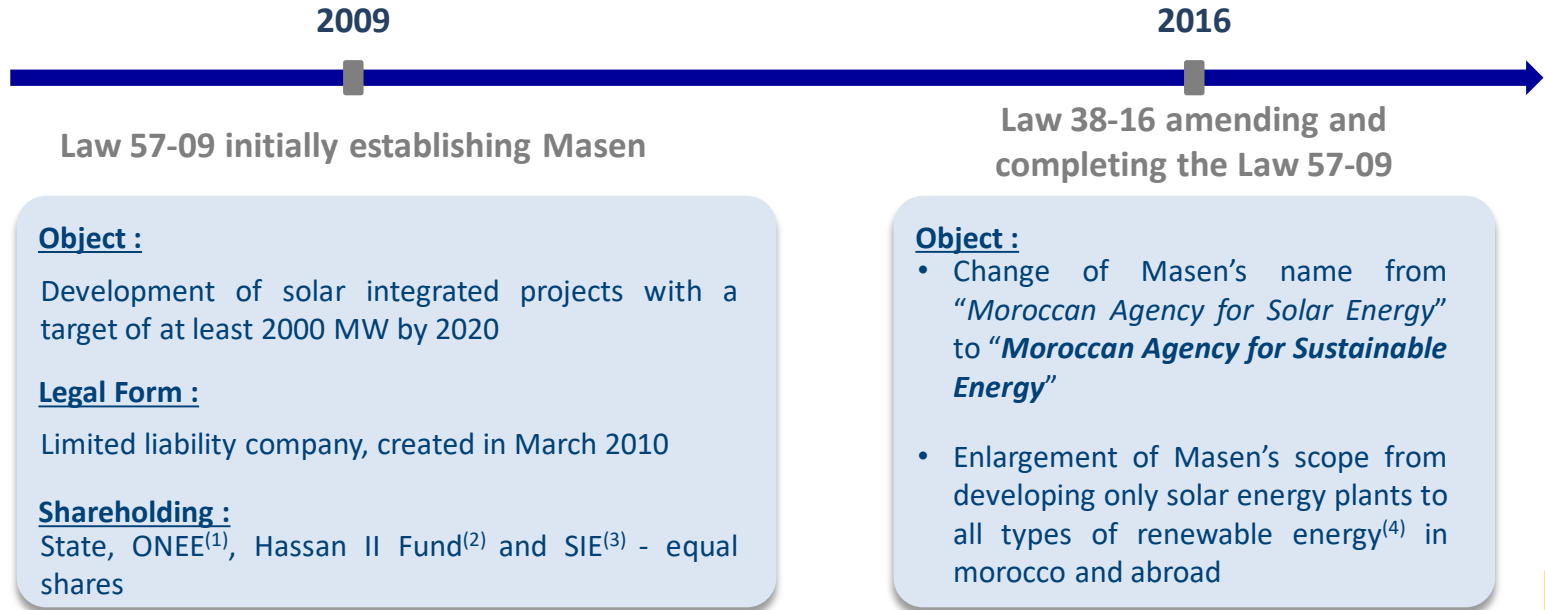 2009
2016
Law 57-09 initially establishing Masen
Law 38-16 amending and
completing the Law 57-09
Object :
Development of solar integrated projects with a
target of at least 2000 MW by 2020
Legal Form :
Limited liability company, created in March 2010
Shareholding :
State, ONEE(1), Hassan II Fund(2) and SIE(3) - equal
shares
Object :
• Change of Masen’s name from
“Moroccan Agency for Solar Energy”
to “Moroccan Agency for Sustainable
Energy”
• Enlargement of Masen’s scope from
developing only solar energy plants to
all types of renewable energy(4) in
morocco and abroad